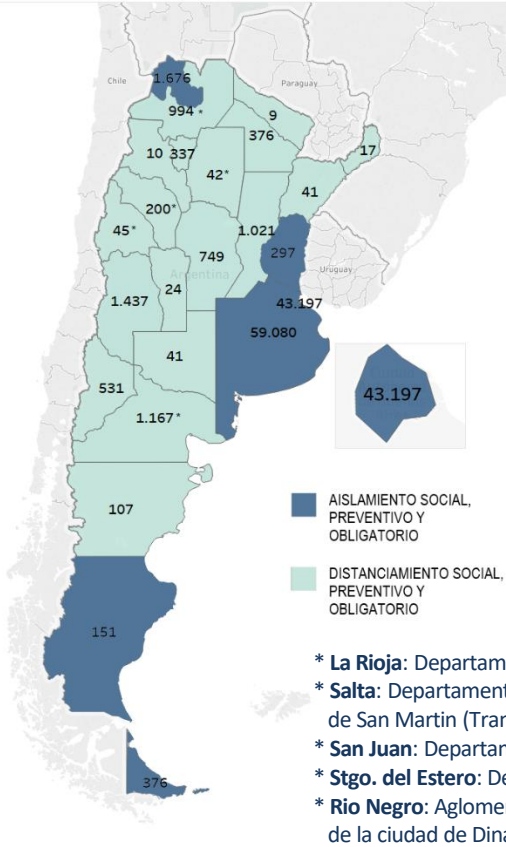 1.676
Chile
Paraguay
994 *
9
376
10
337
17
42*
200*
41
45*
1.021
749
297
Argentina
Uruguay
1.437
24
43.197
59.080
41
43.197
531
1.167*
107
AISLAMIENTO SOCIAL,
PREVENTIVO Y
OBLIGATORIO
DISTANCIAMIENTO SOCIAL,
PREVENTIVO Y
OBLIGATORIO
151
* La Rioja: Departam
* Salta: Departament
de San Martin (Tran
* San Juan: Departam
* Stgo. del Estero: De
* Rio Negro: Aglomer
de la ciudad de Dina
376